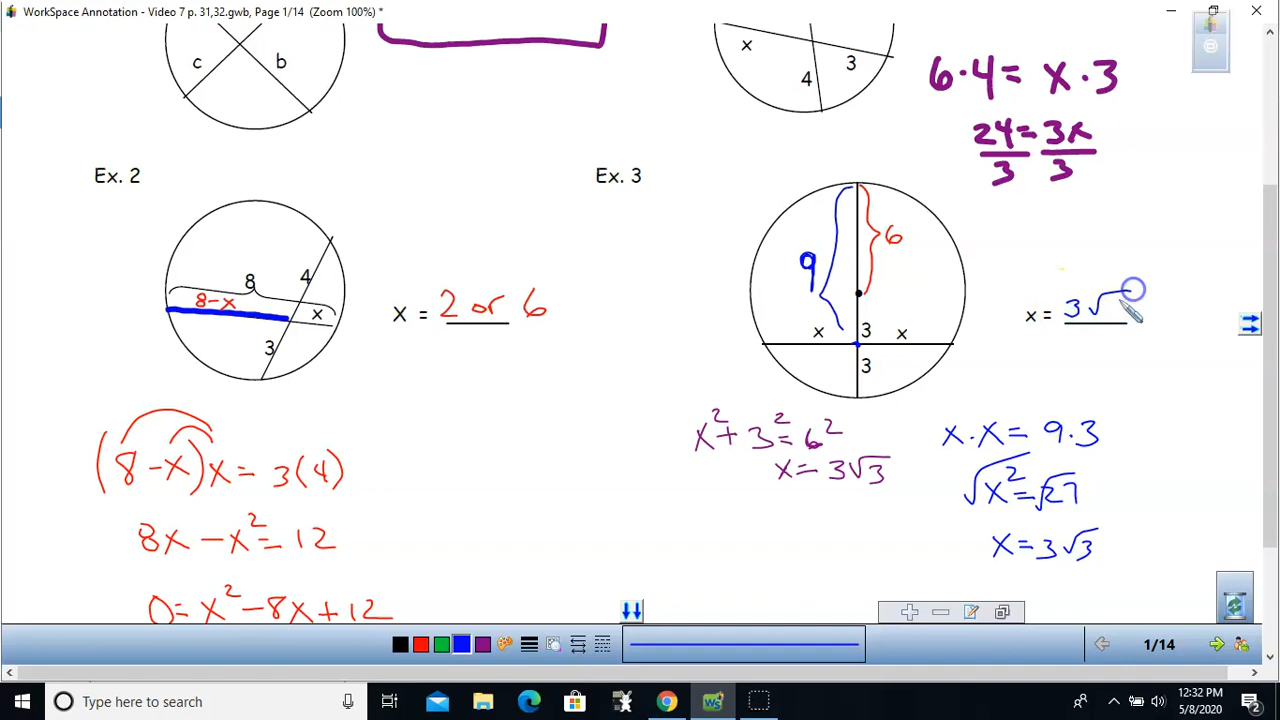 WorkSpace Annotation - Video 7 p. 31,32.gwb, Page 1/14 (Zoom 100%) *
c
b
x
4
3
6·4= x·3
24=3x
3 3
Ex. 2
8
4
8-x
x
3
x = 2 or 6
(8-x)x= 3(4)
8x-x²=12
0=x²-8x+12
Ex. 3
9
6
x
3
x
3
x = 3√
x²+3²=6²
x=3√3
x·x= 9·3
√x²=√27
x=3√3
1/14
Type here to search
12:32 PM
5/8/2020
2